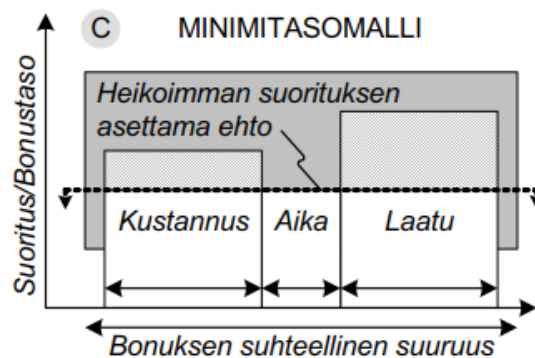 C MINIMITASOMALLI
Suoritus/Bonustaso
Heikoimman suorituksen
asettama ehto
Kustannus Aika Laatu
Bonuksen suhteellinen suuruus